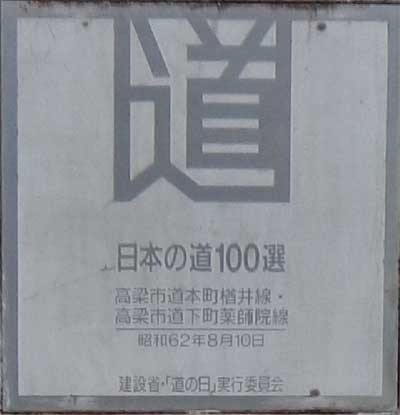 道
日本の道100選
高梁市道本町楢井線・
高梁市道下町薬師院線
昭和62年8月10日
建設省・「道の日」実行委員会